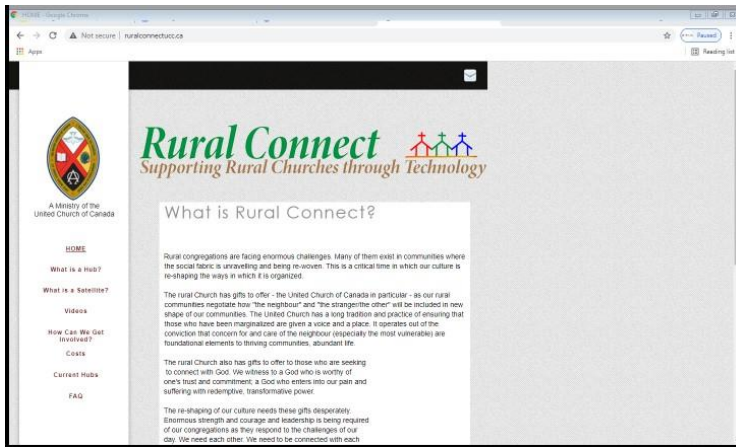 HOME - Google Chrome
Not secure | ruralconnectucc.ca
Paused
Apps
Reading list
Rural Connect
Supporting Rural Churches through Technology
A Ministry of the
United Church of Canada
HOME
What is a Hub?
What is a Satellite?
Videos
How Can We Get
Involved?
Costs
Current Hubs
FAQ
What is Rural Connect?
Rural congregations are facing enormous challenges. Many of them exist in communities where
the social fabric is unravelling and being re-woven. This is a critical time in which our culture is
re-shaping the ways in which it is organized.
The rural Church has gifts to offer - the United Church of Canada in particular - as our rural
communities negotiate how "the neighbour" and "the stranger/the other" will be included in new
shape of our communities. The United Church has a long tradition and practice of ensuring that
those who have been marginalized are given a voice and a place. It operates out of the
conviction that concern for and care of the neighbour (especially the most vulnerable) are
foundational elements to thriving communities, abundant life.
The rural Church also has gifts to offer to those who are seeking
to connect with God. We witness to a God who is worthy of
one's trust and commitment; a God who enters into our pain and
suffering with redemptive, transformative power.
The re-shaping of our culture needs these gifts desperately.
Enormous strength and courage and leadership is being required
of our congregations as they respond to the challenges of our
day. We need each other. We need to be connected with each